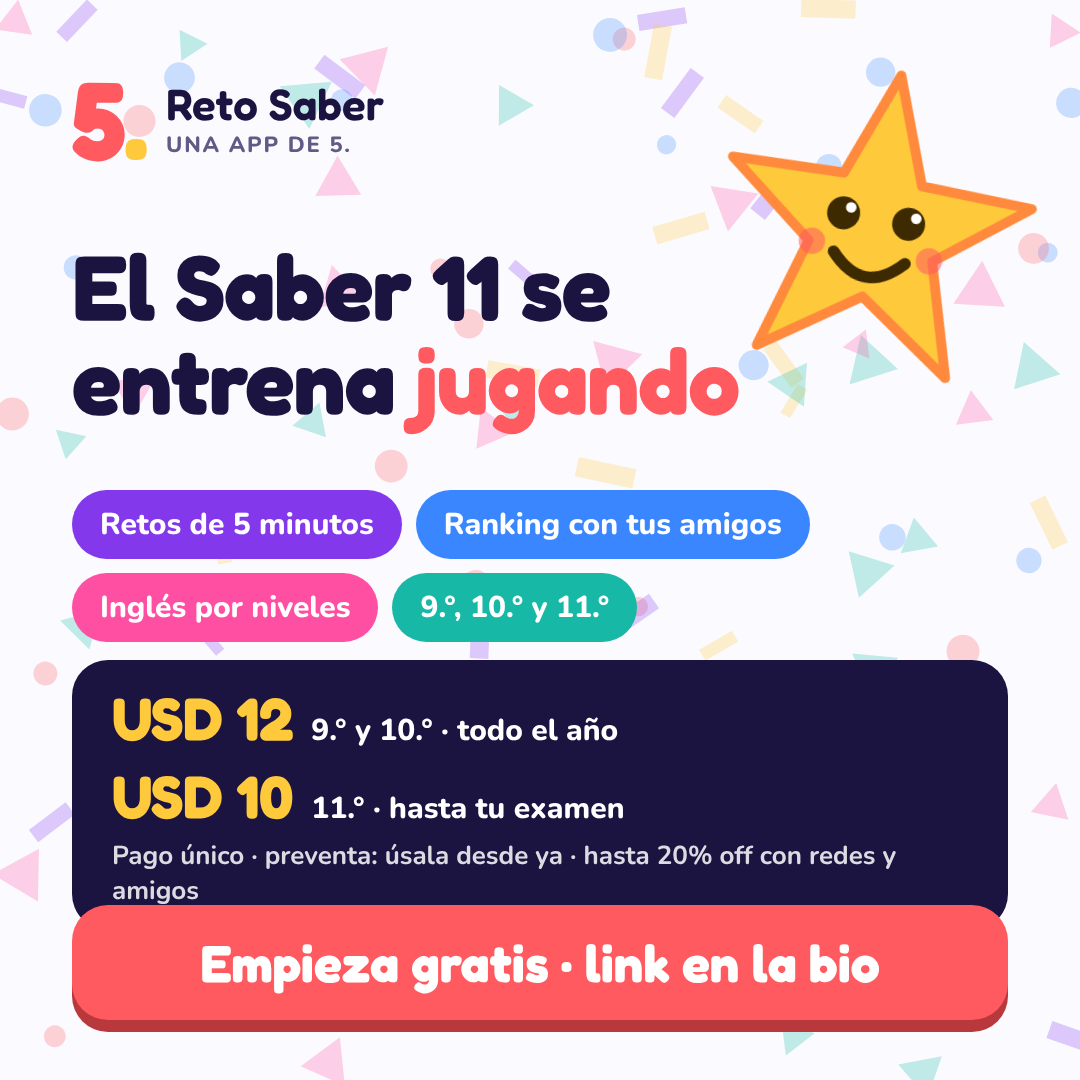 5.
Reto Saber
UNA APP DE 5.
El Saber 11 se
entrena jugando
Retos de 5 minutos
Ranking con tus amigos
Inglés por niveles
9.°, 10.° y 11.°
USD 12 9.° y 10.° · todo el año
USD 10 11.° · hasta tu examen
Pago único · preventa: úsala desde ya · hasta 20% off con redes y
amigos
Empieza gratis · link en la bio